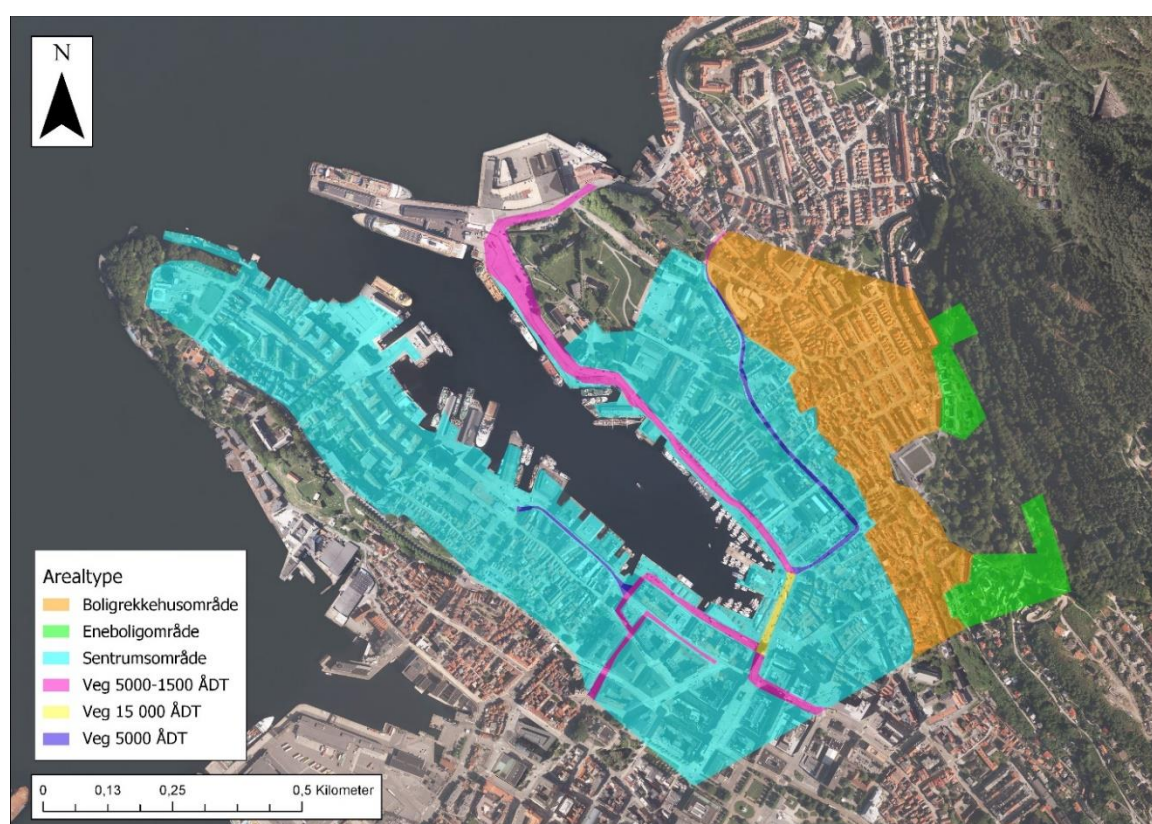 N
Arealtype
Boligrekkehusområde
Eneboligområde
Sentrumsområde
Veg 5000-1500 ÅDT
Veg 15 000 ÅDT
Veg 5000 ÅDT
0 0,13 0,25 0,5 Kilometer